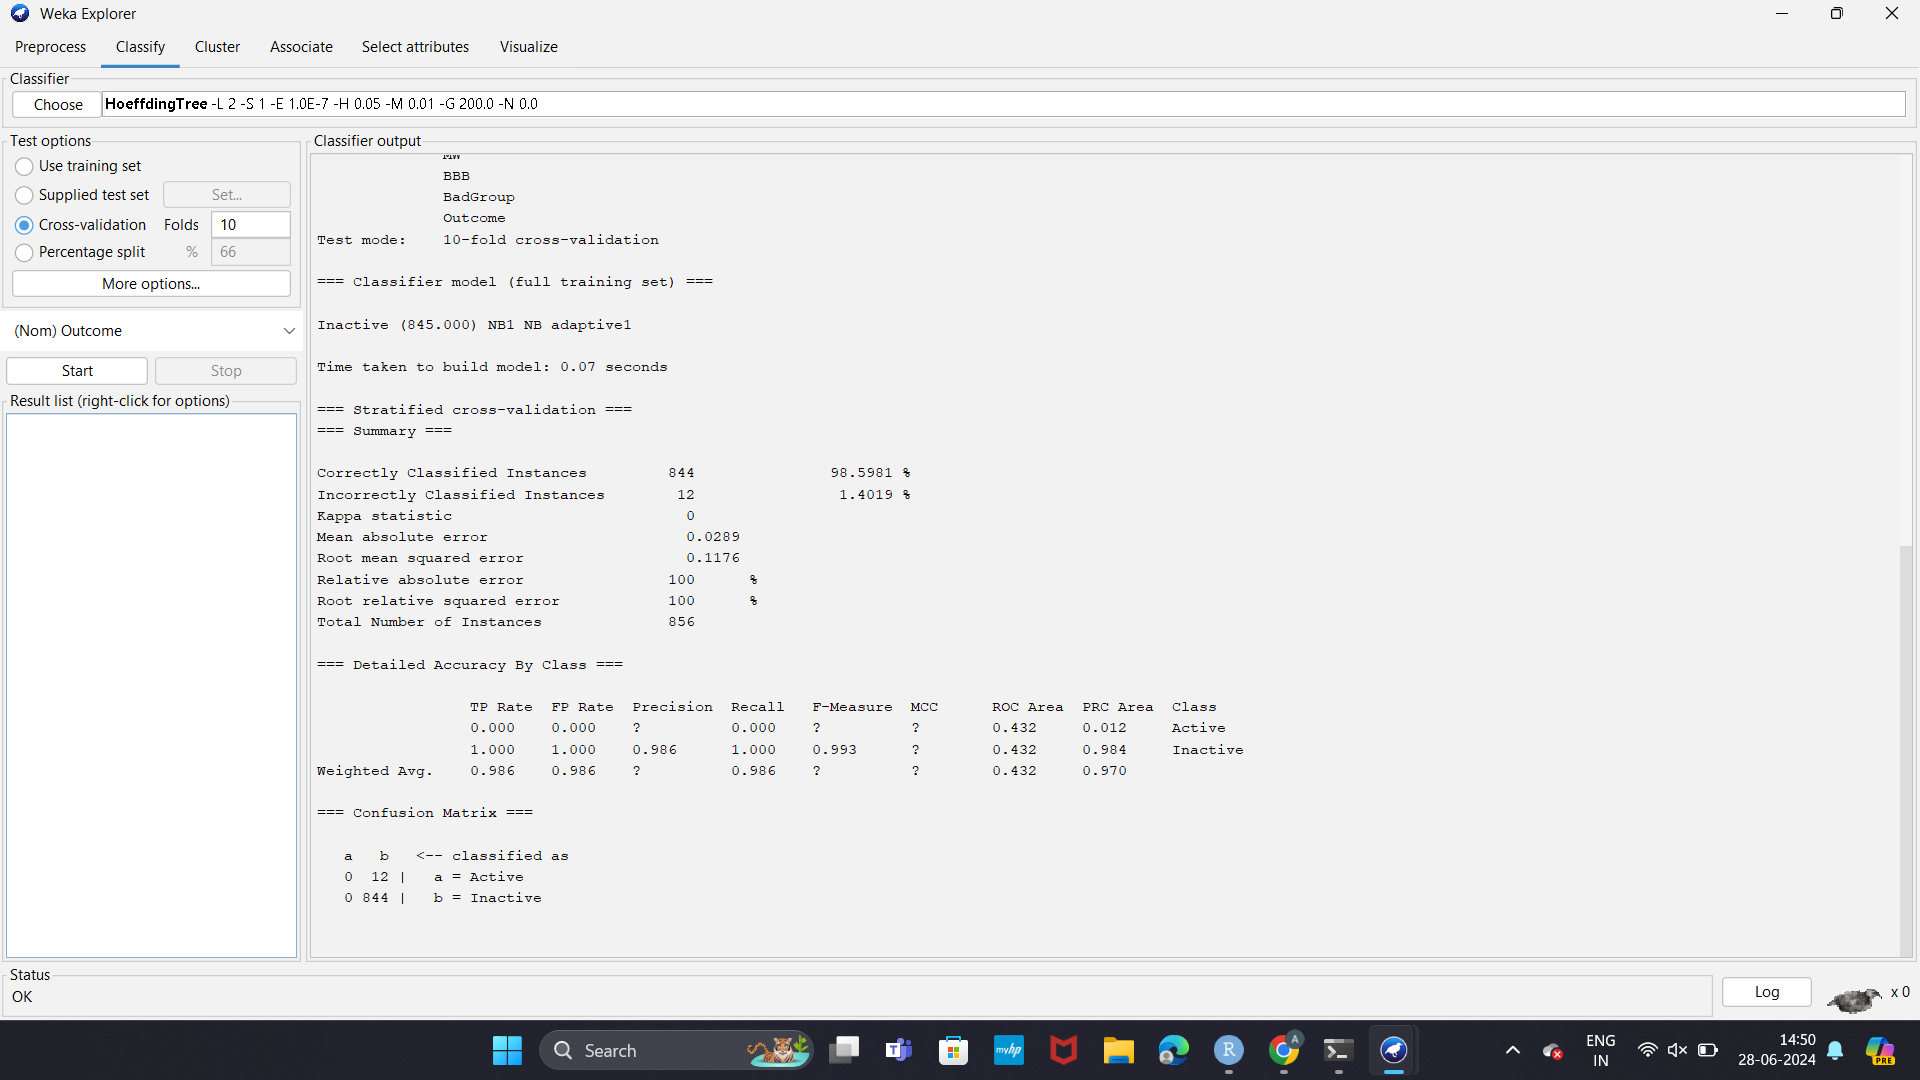 Weka Explorer
Preprocess Classify Cluster Associate Select attributes Visualize
Classifier
Choose HoeffdingTree -L 2 -S 1 -E 1.0E-7 -H 0.05 -M 0.01 -G 200.0 -N 0.0
Test options
Use training set
Supplied test set Set...
Cross-validation Folds 10
Percentage split % 66
More options...
(Nom) Outcome
Start Stop
Result list (right-click for options)
Classifier output
MW
BBB
BadGroup
Outcome
Test mode: 10-fold cross-validation
=== Classifier model (full training set) ===
Inactive (845.000) NB1 NB adaptive1
Time taken to build model: 0.07 seconds
=== Stratified cross-validation ===
=== Summary ===
Correctly Classified Instances 844 98.5981 %
Incorrectly Classified Instances 12 1.4019 %
Kappa statistic 0
Mean absolute error 0.0289
Root mean squared error 0.1176
Relative absolute error 100 %
Root relative squared error 100 %
Total Number of Instances 856
=== Detailed Accuracy By Class ===
TP Rate FP Rate Precision Recall F-Measure MCC ROC Area PRC Area Class
0.000 0.000 ? 0.000 ? ? 0.432 0.012 Active
1.000 1.000 0.986 1.000 0.993 ? 0.432 0.984 Inactive
Weighted Avg. 0.986 0.986 ? 0.986 ? ? 0.432 0.970
=== Confusion Matrix ===
a b <-- classified as
0 12 | a = Active
0 844 | b = Inactive
Status
OK
Log x 0
Search
T
myhp
R
A
ENG
IN
14:50
28-06-2024
PRE